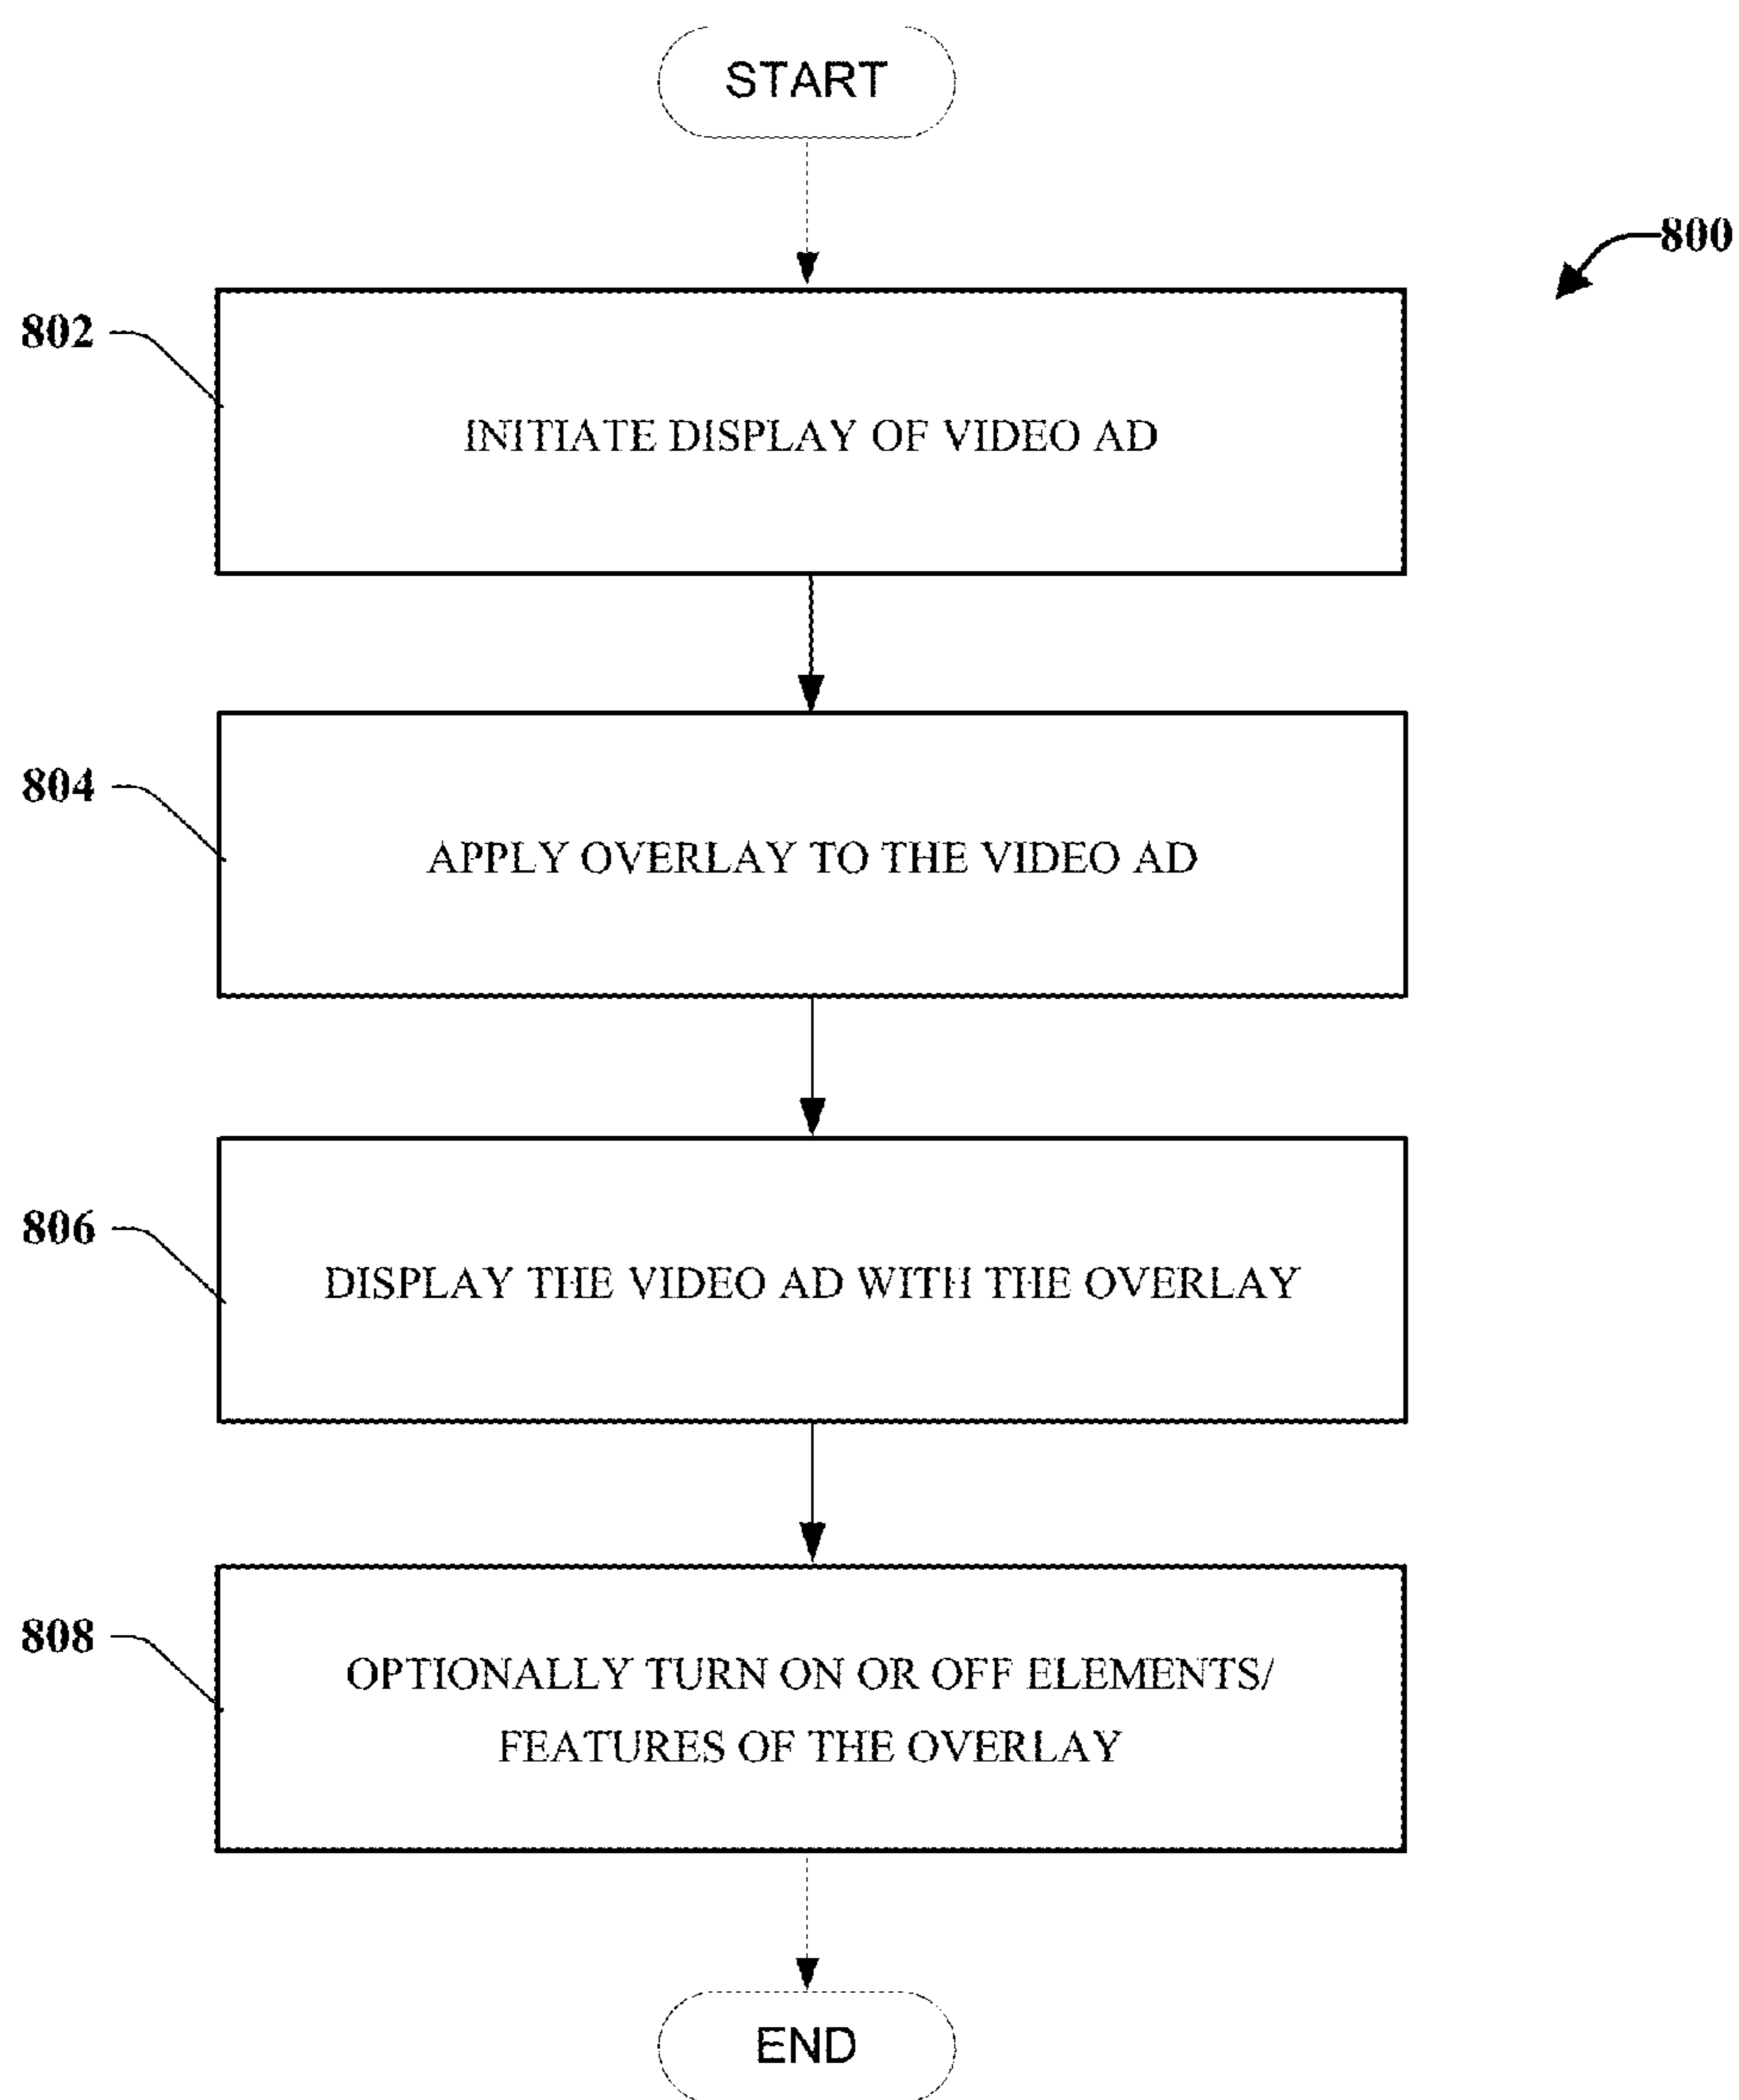 START
800
802
INITIATE DISPLAY OF VIDEO AD
804
APPLY OVERLAY TO THE VIDEO AD
806
DISPLAY THE VIDEO AD WITH THE OVERLAY
808
OPTIONALLY TURN ON OR OFF ELEMENTS/
FEATURES OF THE OVERLAY
END